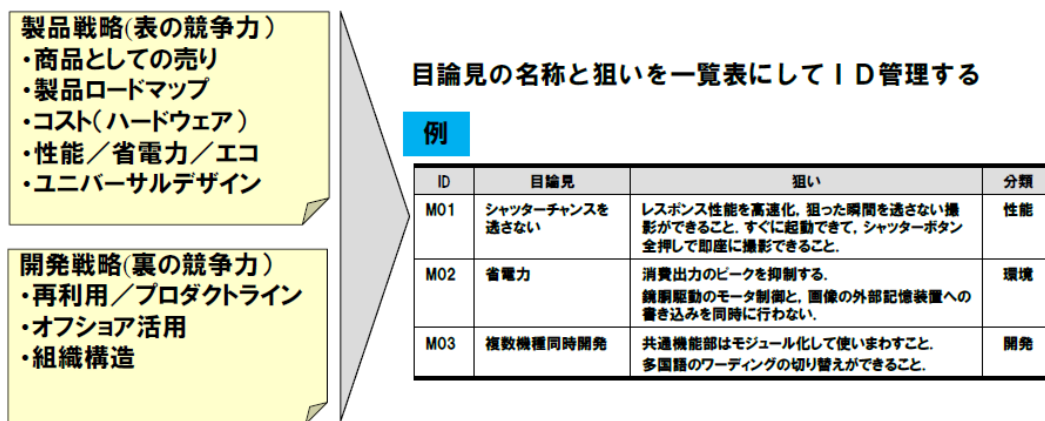 製品戦略(表の競争力)
・商品としての売り
・製品ロードマップ
・コスト(ハードウェア)
・性能／省電力／エコ
・ユニバーサルデザイン
開発戦略(裏の競争力)
・再利用／プロダクトライン
・オフショア活用
・組織構造
目論見の名称と狙いを一覧表にしてＩＤ管理する
例
ID 目論見 狙い 分類
M01 シャッターチャンスを レスポンス性能を高速化, 狙った瞬間を逃さない撮 性能
逃さない 影ができること. すぐに起動できて, シャッターボタン
全押しで即座に撮影できること.
M02 省電力 消費出力のピークを抑制する. 環境
鏡胴駆動のモータ制御と, 画像の外部記憶装置への
書き込みを同時に行わない.
M03 複数機種同時開発 共通機能部はモジュール化して使いまわすこと. 開発
多国語のワーディングの切り替えができること.